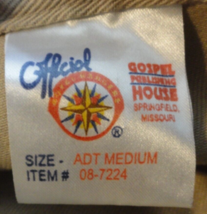 Official
GOSPEL
PUBLISHING
HOUSE
SPRINGFIELD,
MISSOURI
®
SIZE - ADT MEDIUM
ITEM # 08-7224